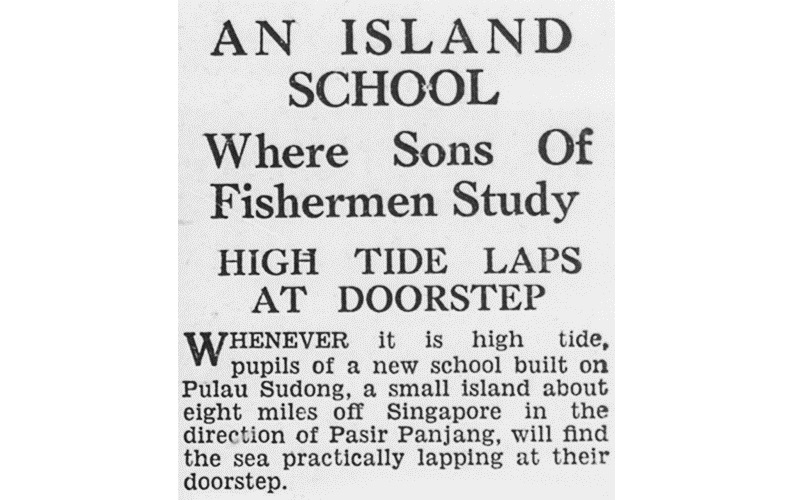 AN ISLAND
SCHOOL
Where Sons Of
Fishermen Study
HIGH TIDE LAPS
AT DOORSTEP
WHENEVER it is high tide,
pupils of a new school built on
Pulau Sudong, a small island about
eight miles off Singapore in the
direction of Pasir Panjang, will find
the sea practically lapping at their
doorstep.